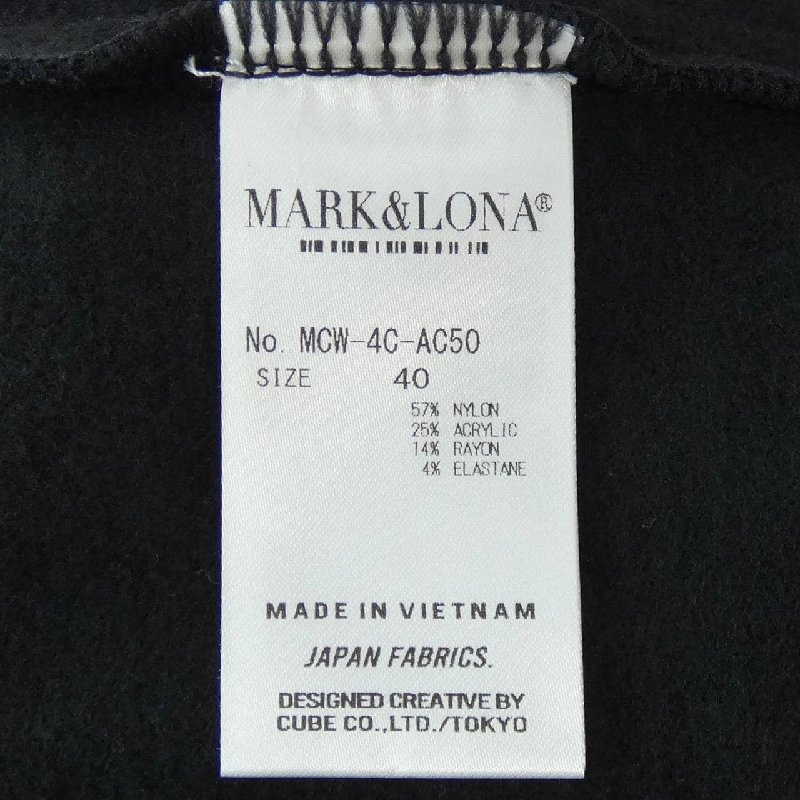 MARK&LONA®
No. MCW-4C-AC50
SIZE 40
57% NYLON
25% ACRYLIC
14% RAYON
4% ELASTANE
MADE IN VIETNAM
JAPAN FABRICS.
DESIGNED CREATIVE BY
CUBE CO.,LTD./TOKYO